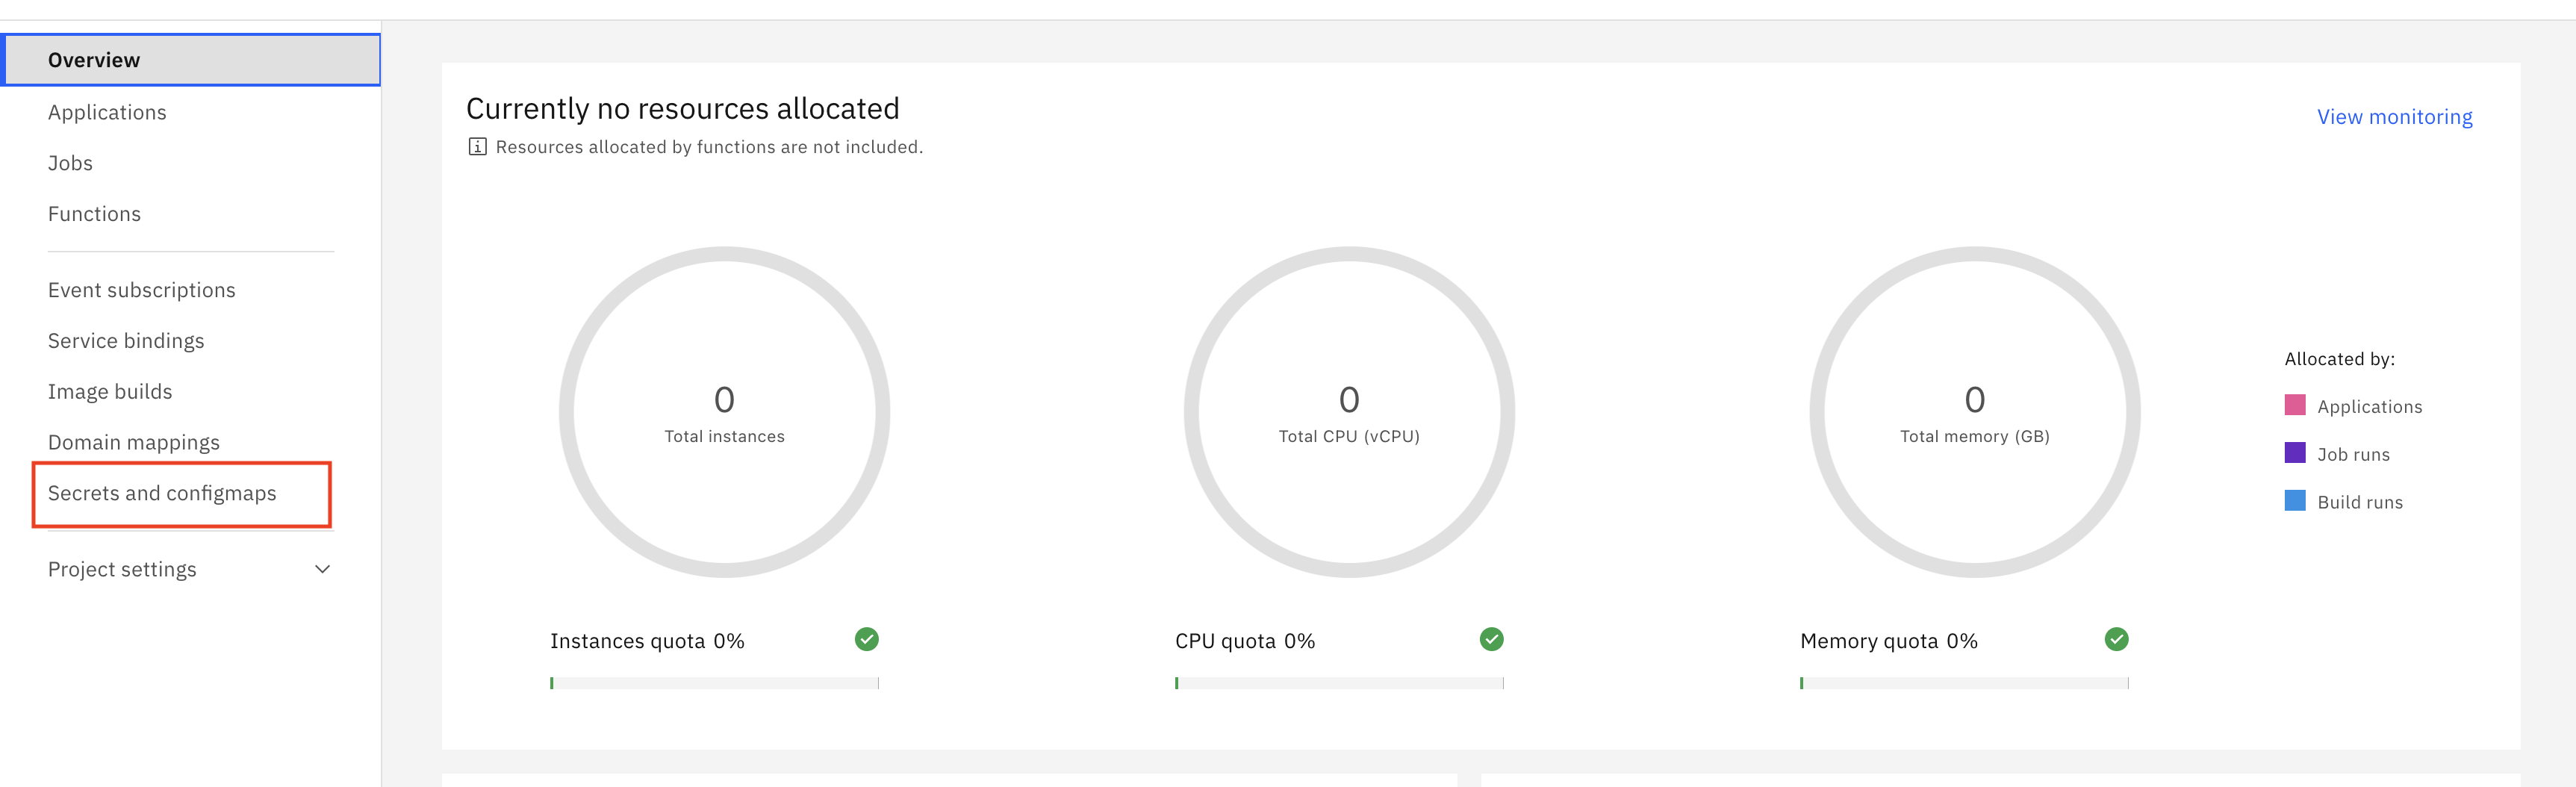 Overview
Applications
Jobs
Functions
Event subscriptions
Service bindings
Image builds
Domain mappings
Secrets and configmaps
Project settings
Currently no resources allocated
View monitoring
Resources allocated by functions are not included.
0
Total instances
0
Total CPU (vCPU)
0
Total memory (GB)
Allocated by:
Applications
Job runs
Build runs
Instances quota 0%
CPU quota 0%
Memory quota 0%